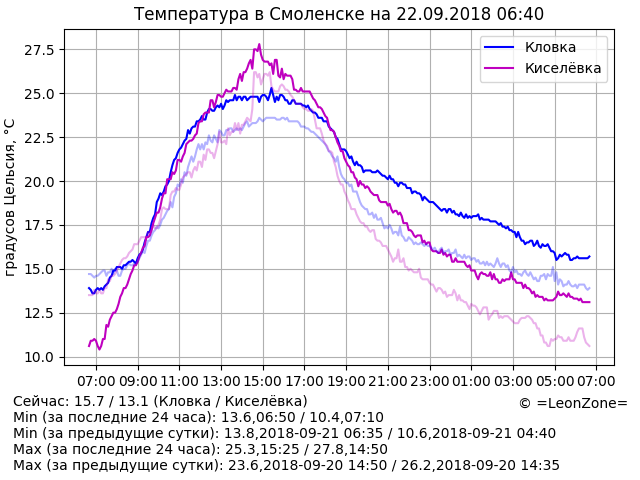 Температура в Смоленске на 22.09.2018 06:40
градусов Цельсия, °C
27.5
25.0
22.5
20.0
17.5
15.0
12.5
10.0
Кловка
Киселёвка
07:00 09:00 11:00 13:00 15:00 17:00 19:00 21:00 23:00 01:00 03:00 05:00 07:00
Сейчас: 15.7 / 13.1 (Кловка / Киселёвка)
© =LeonZone=
Min (за последние 24 часа): 13.6,06:50 / 10.4,07:10
Min (за предыдущие сутки): 13.8,2018-09-21 06:35 / 10.6,2018-09-21 04:40
Max (за последние 24 часа): 25.3,15:25 / 27.8,14:50
Max (за предыдущие сутки): 23.6,2018-09-20 14:50 / 26.2,2018-09-20 14:35